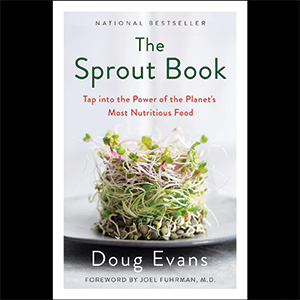 NATIONAL BESTSELLER
The
Sprout Book
Tap into the Power of the Planet's
Most Nutritious Food
Doug Evans
FOREWORD BY JOEL FUHRMAN, M.D.